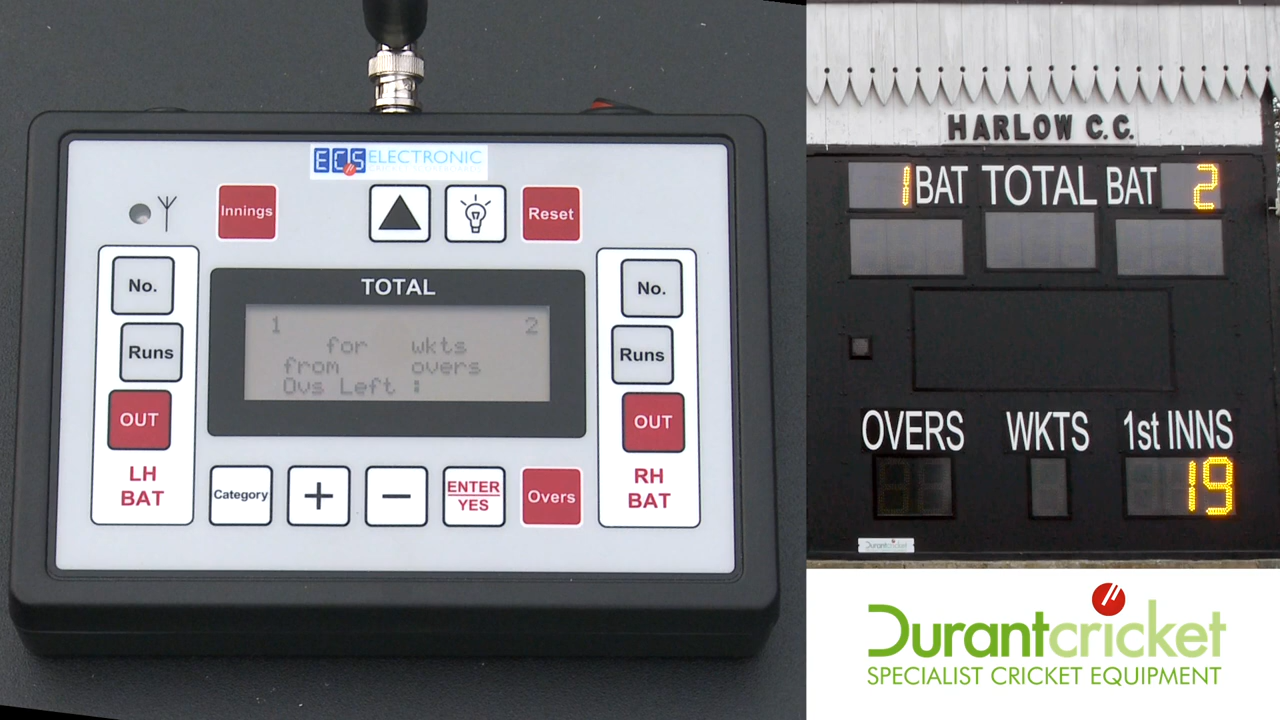 ECS ELECTRONIC
Innings
Reset
No.
Runs
OUT
LH
BAT
TOTAL
1 2
for wkts
from overs
Ovs Left :
Category
+
−
ENTER
YES
Overs
No.
Runs
OUT
RH
BAT
HARLOW C.C.
1 BAT TOTAL BAT 2
OVERS WKTS 1st INNS
19
Durantcricket
Durantcricket
SPECIALIST CRICKET EQUIPMENT